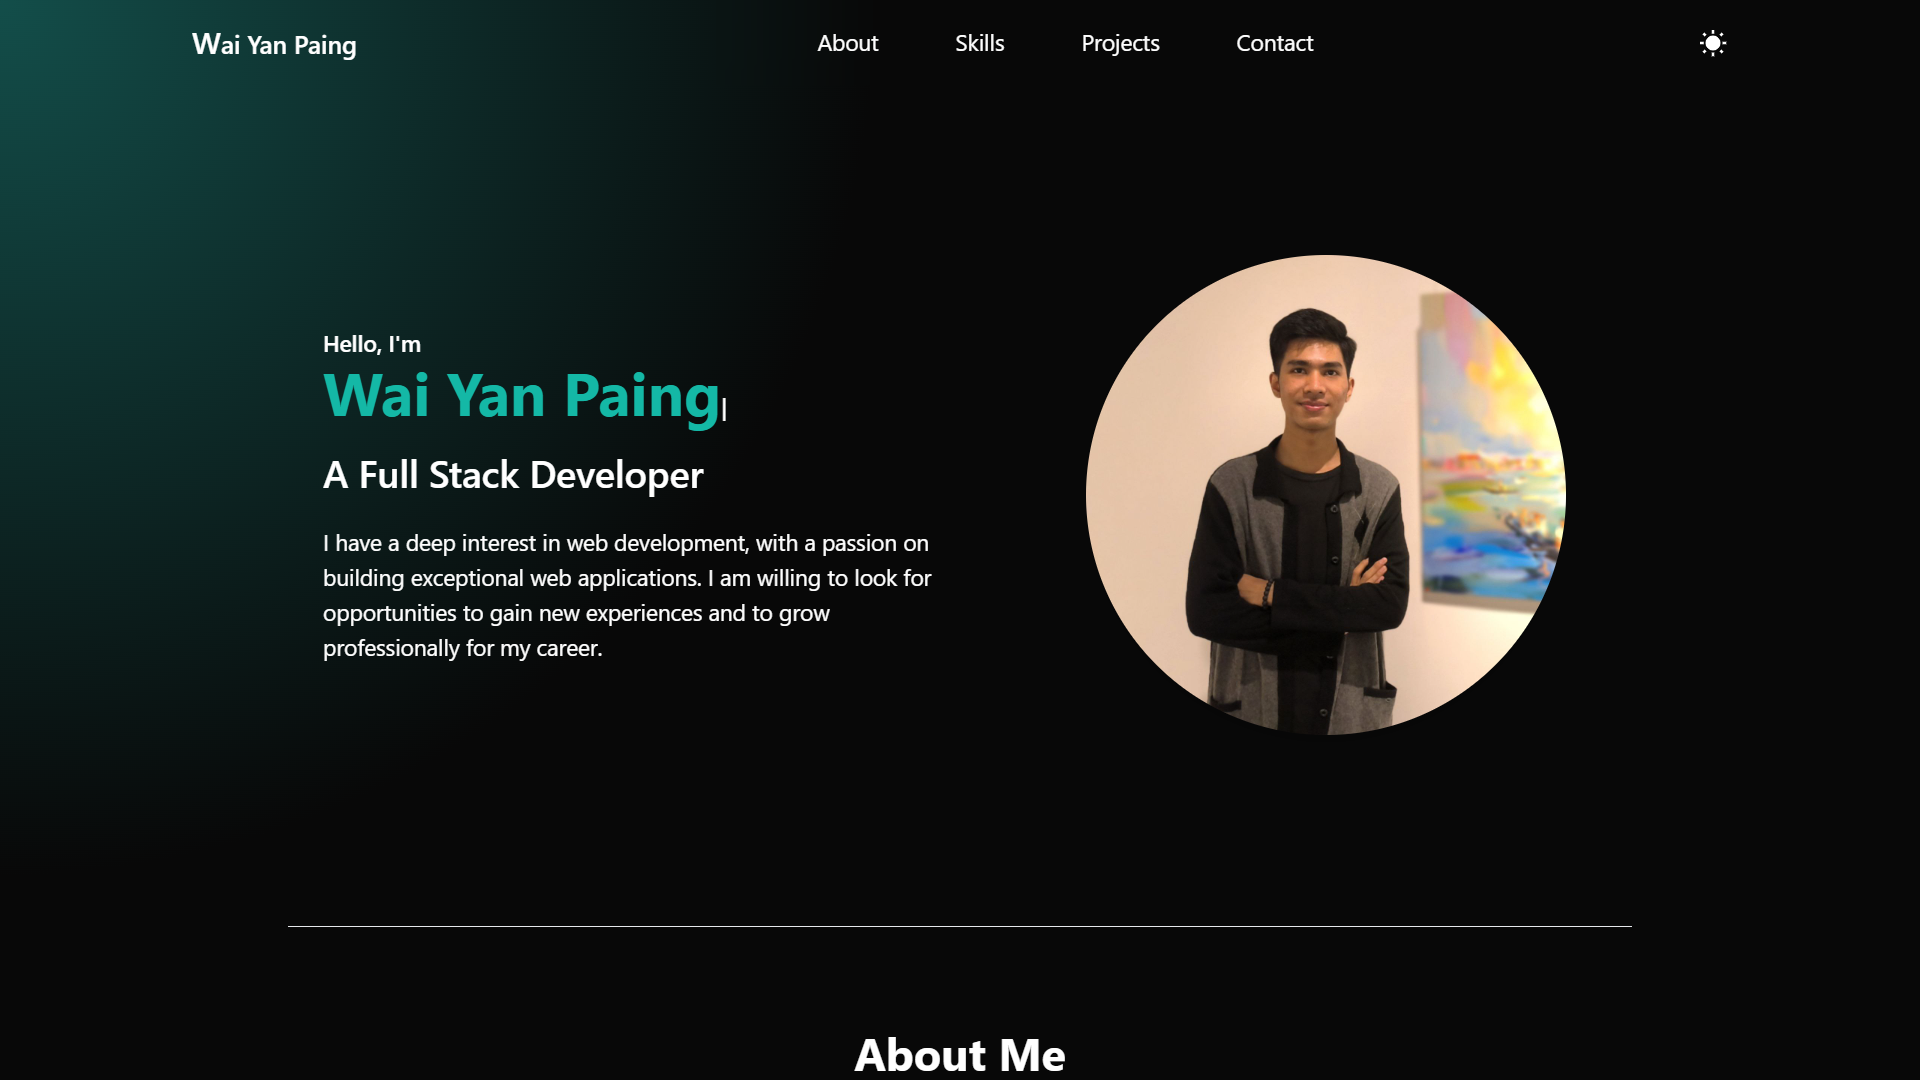 Wai Yan Paing
About Skills Projects Contact
Hello, I'm
Wai Yan Paing|
A Full Stack Developer
I have a deep interest in web development, with a passion on
building exceptional web applications. I am willing to look for
opportunities to gain new experiences and to grow
professionally for my career.
About Me